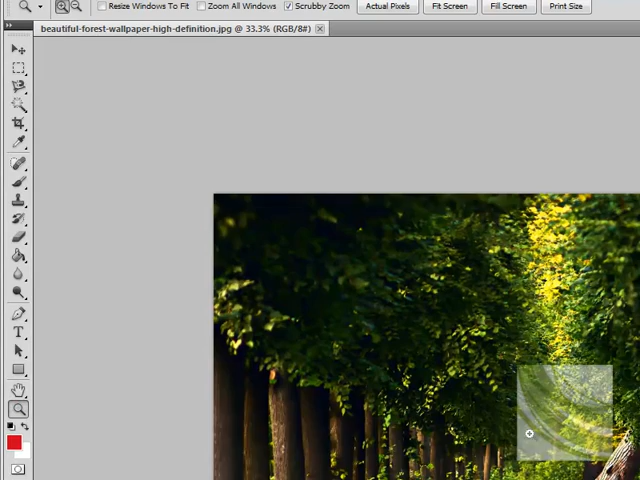 Resize Windows To Fit Zoom All Windows Scrubby Zoom Actual Pixels Fit Screen Fill Screen Print Size
beautiful-forest-wallpaper-high-definition.jpg @ 33.3% (RGB/8#)
T